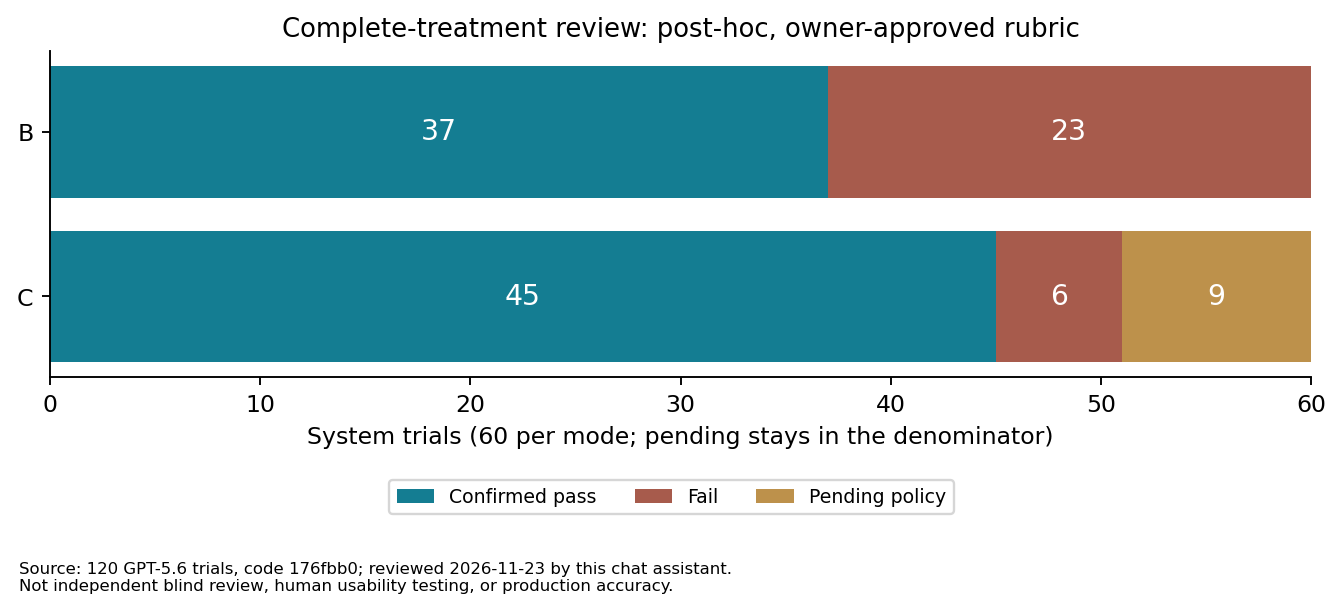 Complete-treatment review: post-hoc, owner-approved rubric
B
37
23
C
45
6
9
0 10 20 30 40 50 60
System trials (60 per mode; pending stays in the denominator)
Confirmed pass Fail Pending policy
Source: 120 GPT-5.6 trials, code 176fbb0; reviewed 2026-11-23 by this chat assistant.
Not independent blind review, human usability testing, or production accuracy.